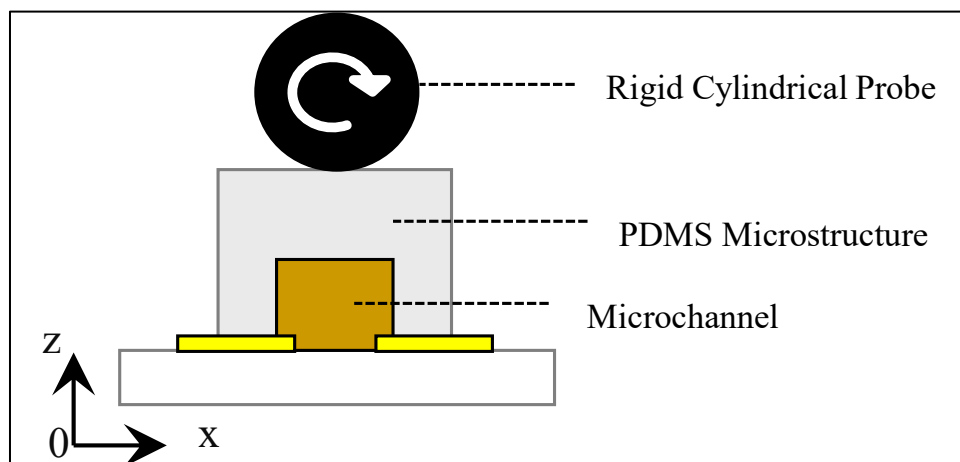 Rigid Cylindrical Probe
PDMS Microstructure
Microchannel
z
0
x